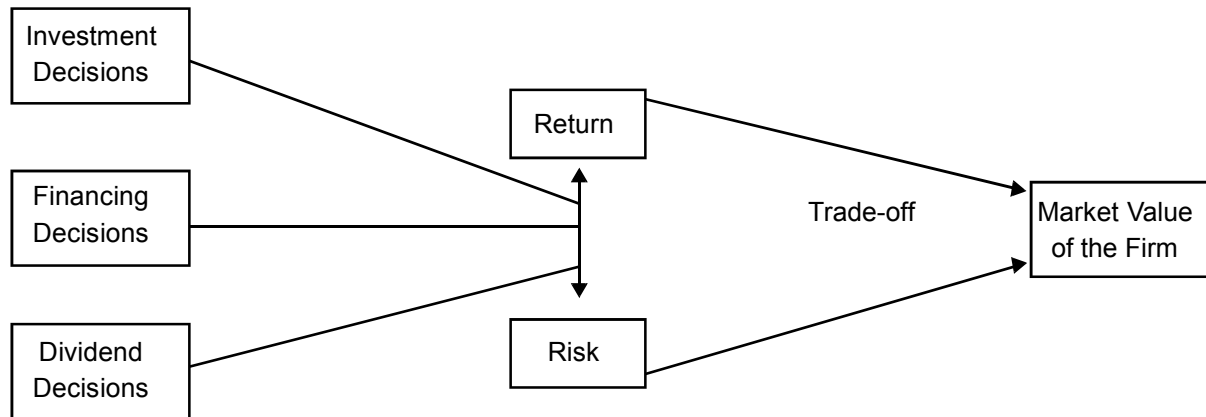 Investment
Decisions
Return
Financing
Decisions
Trade-off
Market Value
of the Firm
Dividend
Decisions
Risk